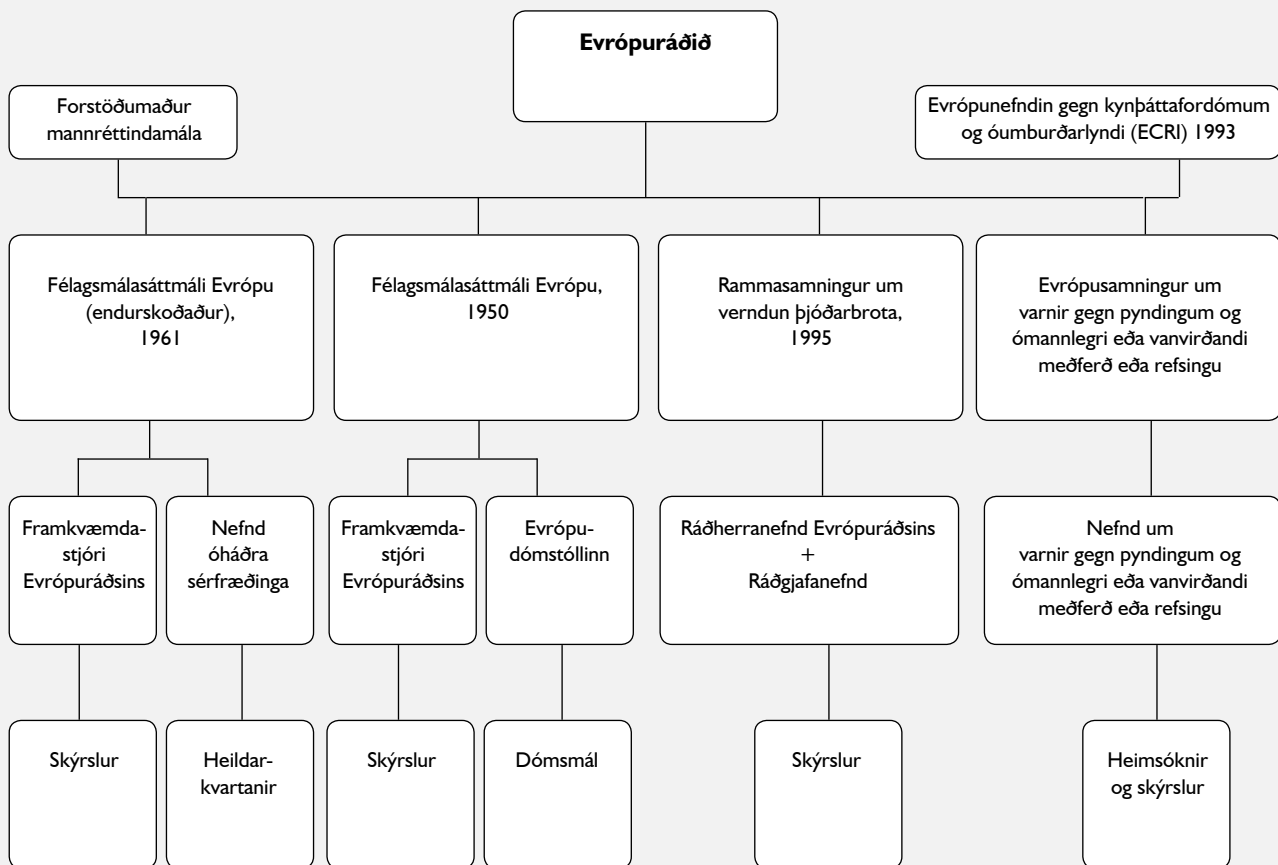 Evrópuráðið
Forstöðumaður
mannréttindamála
Evrópunefndin gegn kynþáttafordómum
og óumburðarlyndi (ECRI) 1993
Félagsmálasáttmáli Evrópu
(endurskoðaður),
1961
Félagsmálasáttmáli Evrópu,
1950
Rammasamningur um
verndun þjóðarbrota,
1995
Evrópusamningur um
varnir gegn pyndingum og
ómannlegri eða vanvirðandi
meðferð eða refsingu
Framkvæmda-
stjóri
Evrópuráðsins
Nefnd
óháðra
sérfræðinga
Framkvæmda-
stjóri
Evrópuráðsins
Evrópu-
dómstóllinn
Ráðherranefnd Evrópuráðsins
+
Ráðgjafanefnd
Nefnd um
varnir gegn pyndingum og
ómannlegri eða vanvirðandi
meðferð eða refsingu
Skýrslur
Heildar-
kvartanir
Skýrslur
Dómsmál
Skýrslur
Heimsóknir
og skýrslur